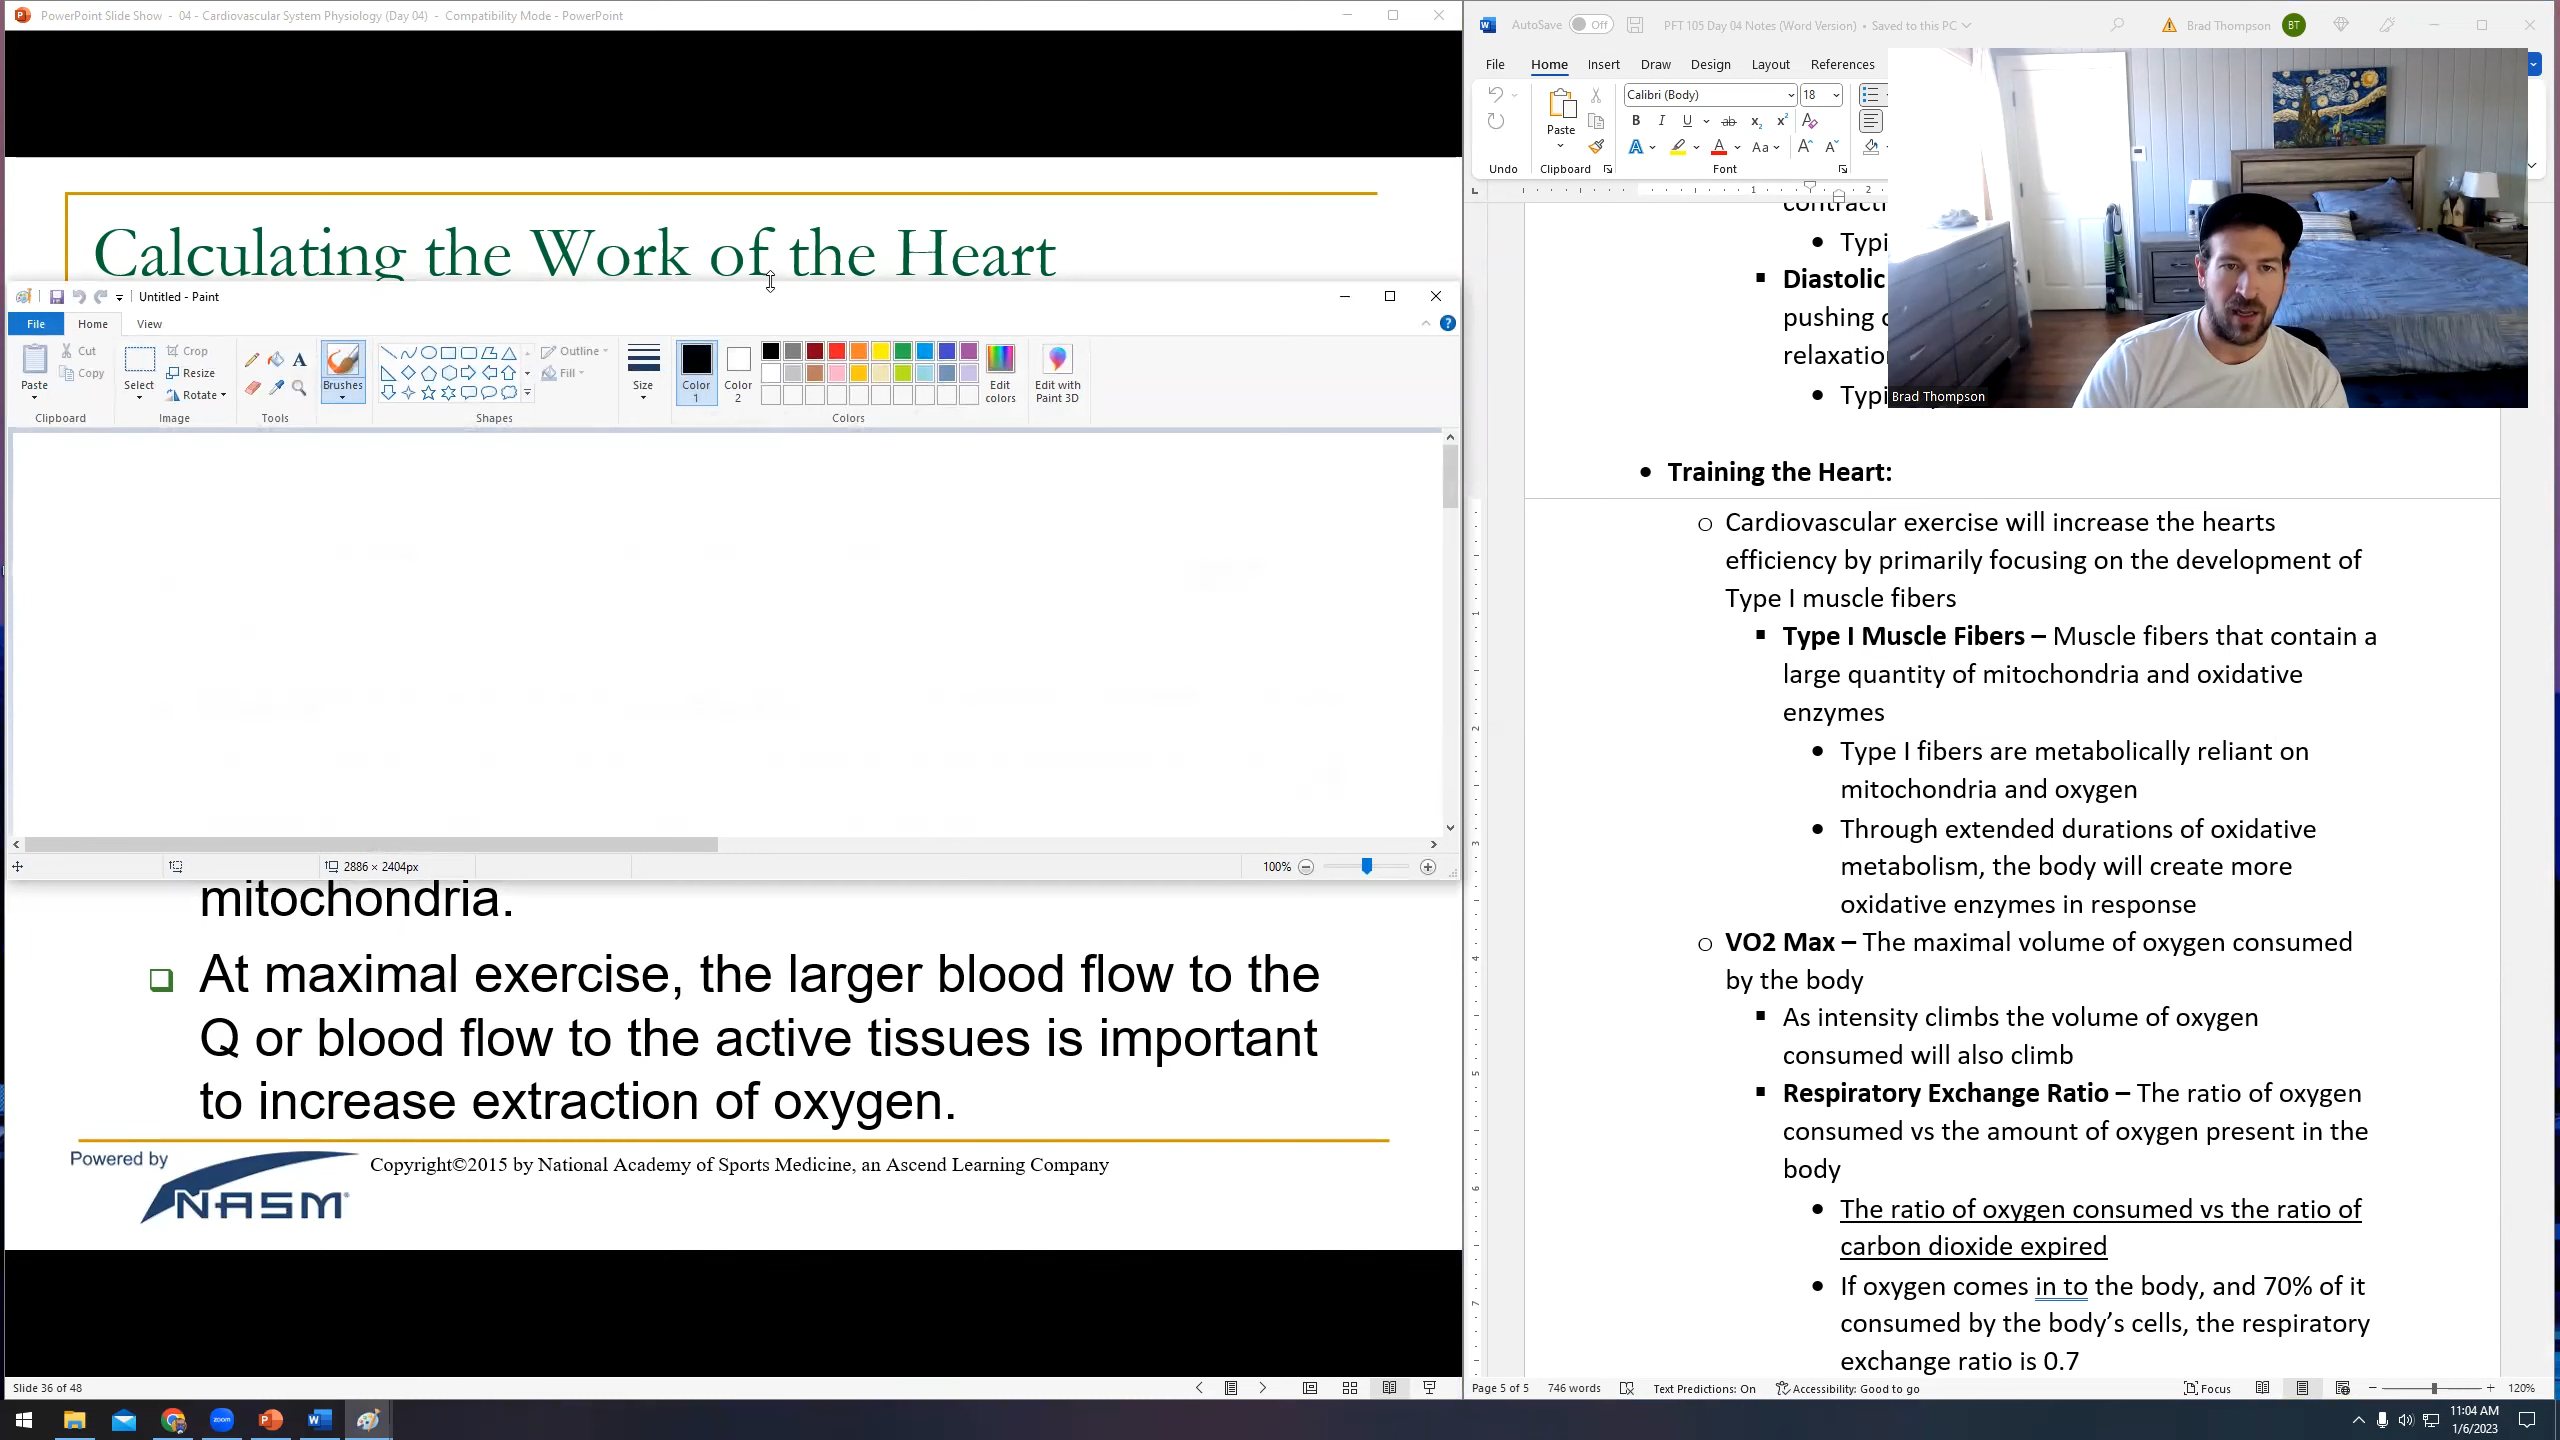 PowerPoint Slide Show - 04 - Cardiovascular System Physiology (Day 04) - Compatibility Mode - PowerPoint
Calculating the Work of the Heart
Untitled - Paint
File Home View
Paste
Cut
Copy
Clipboard
Select
Crop
Resize
Rotate
Image
A
Tools
Brushes
Outline
Fill
Shapes
Size
Color 1
Color 2
Edit colors
Colors
Edit with Paint 3D
2886 × 2404px
100%
mitochondria.
At maximal exercise, the larger blood flow to the
Q or blood flow to the active tissues is important
to increase extraction of oxygen.
Powered by
NASM
Copyright©2015 by National Academy of Sports Medicine, an Ascend Learning Company
Slide 36 of 48
AutoSave Off
PFT 105 Day 04 Notes (Word Version) • Saved to this PC
Brad Thompson BT
File Home Insert Draw Design Layout References
Paste
Calibri (Body) 18
B I U ab x₂ x² A
A A Aa A A
Undo Clipboard Font
1 2
Brad Thompson
• Typi
▪ Diastolic
pushing
relaxation
• Typi
• Training the Heart:
o Cardiovascular exercise will increase the hearts
efficiency by primarily focusing on the development of
Type I muscle fibers
▪ Type I Muscle Fibers – Muscle fibers that contain a
large quantity of mitochondria and oxidative
enzymes
• Type I fibers are metabolically reliant on
mitochondria and oxygen
• Through extended durations of oxidative
metabolism, the body will create more
oxidative enzymes in response
o VO2 Max – The maximal volume of oxygen consumed
by the body
▪ As intensity climbs the volume of oxygen
consumed will also climb
▪ Respiratory Exchange Ratio – The ratio of oxygen
consumed vs the amount of oxygen present in the
body
• The ratio of oxygen consumed vs the ratio of
carbon dioxide expired
• If oxygen comes in to the body, and 70% of it
consumed by the body’s cells, the respiratory
exchange ratio is 0.7
Page 5 of 5 746 words Text Predictions: On Accessibility: Good to go Focus 120%
11:04 AM
1/6/2023